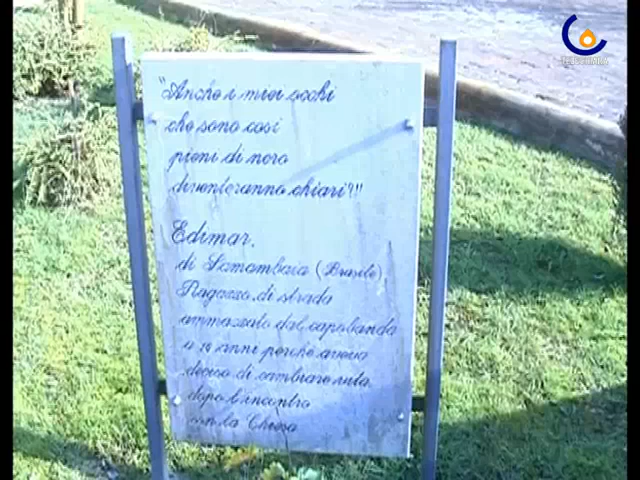 TELECHIARA
"Anche i miei occhi
che sono così
pieni di nero
diventeranno chiari?!!
Edimar,
di Samambaia (Brasile)
Ragazzo di strada
ammazzato dal capobanda
a 16 anni perché aveva
deciso di cambiare vita
dopo l'incontro
con la Chiesa